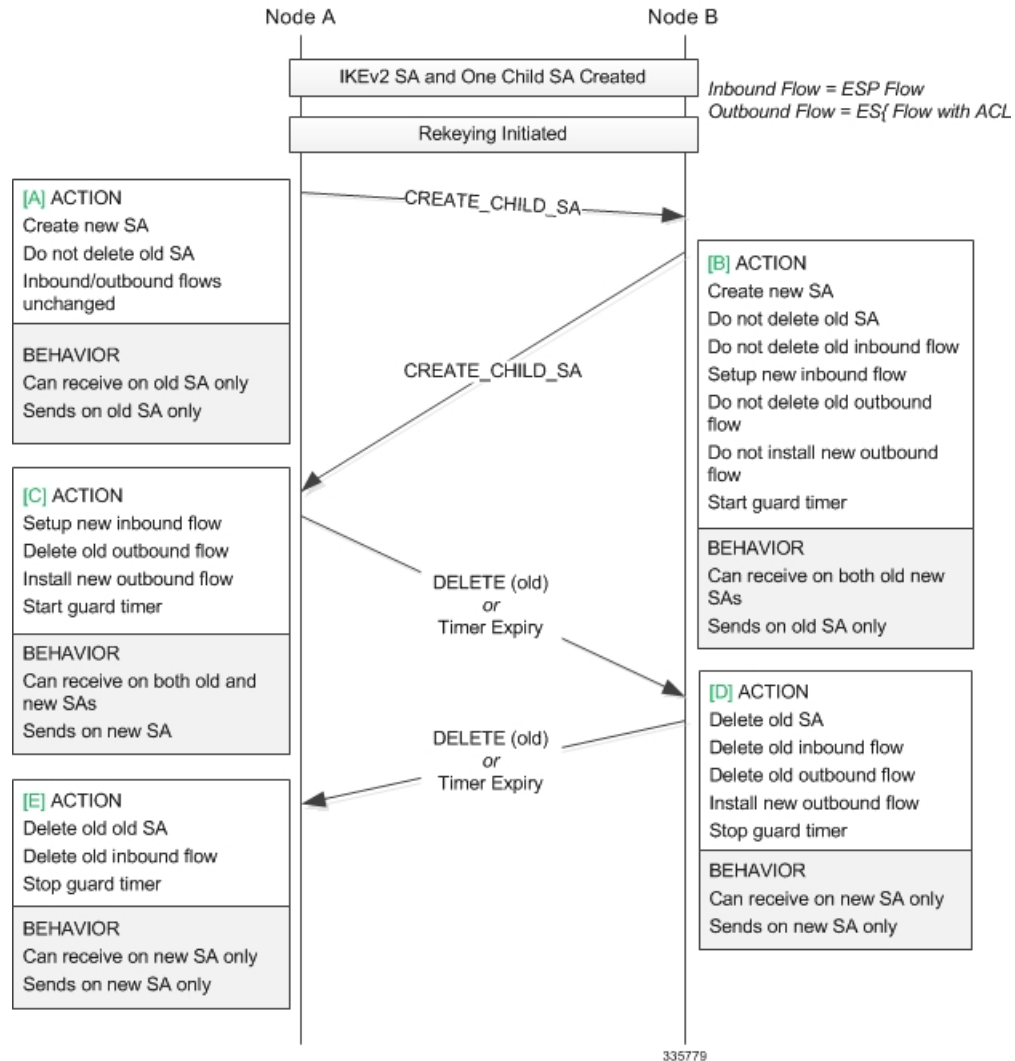 Node A
Node B
IKEv2 SA and One Child SA Created
Inbound Flow = ESP Flow
Outbound Flow = ES{ Flow with ACL
Rekeying Initiated
[A] ACTION
Create new SA
Do not delete old SA
Inbound/outbound flows
unchanged
BEHAVIOR
Can receive on old SA only
Sends on old SA only
CREATE_CHILD_SA
[B] ACTION
Create new SA
Do not delete old SA
Do not delete old inbound flow
Setup new inbound flow
Do not delete old outbound
flow
Do not install new outbound
flow
Start guard timer
BEHAVIOR
Can receive on both old new
SAs
Sends on old SA only
CREATE_CHILD_SA
[C] ACTION
Setup new inbound flow
Delete old outbound flow
Install new outbound flow
Start guard timer
BEHAVIOR
Can receive on both old and
new SAs
Sends on new SA
DELETE (old)
or
Timer Expiry
[D] ACTION
Delete old SA
Delete old inbound flow
Delete old outbound flow
Install new outbound flow
Stop guard timer
BEHAVIOR
Can receive on new SA only
Sends on new SA only
DELETE (old)
or
Timer Expiry
[E] ACTION
Delete old old SA
Delete old inbound flow
Stop guard timer
BEHAVIOR
Can receive on new SA only
Sends on new SA only
335779